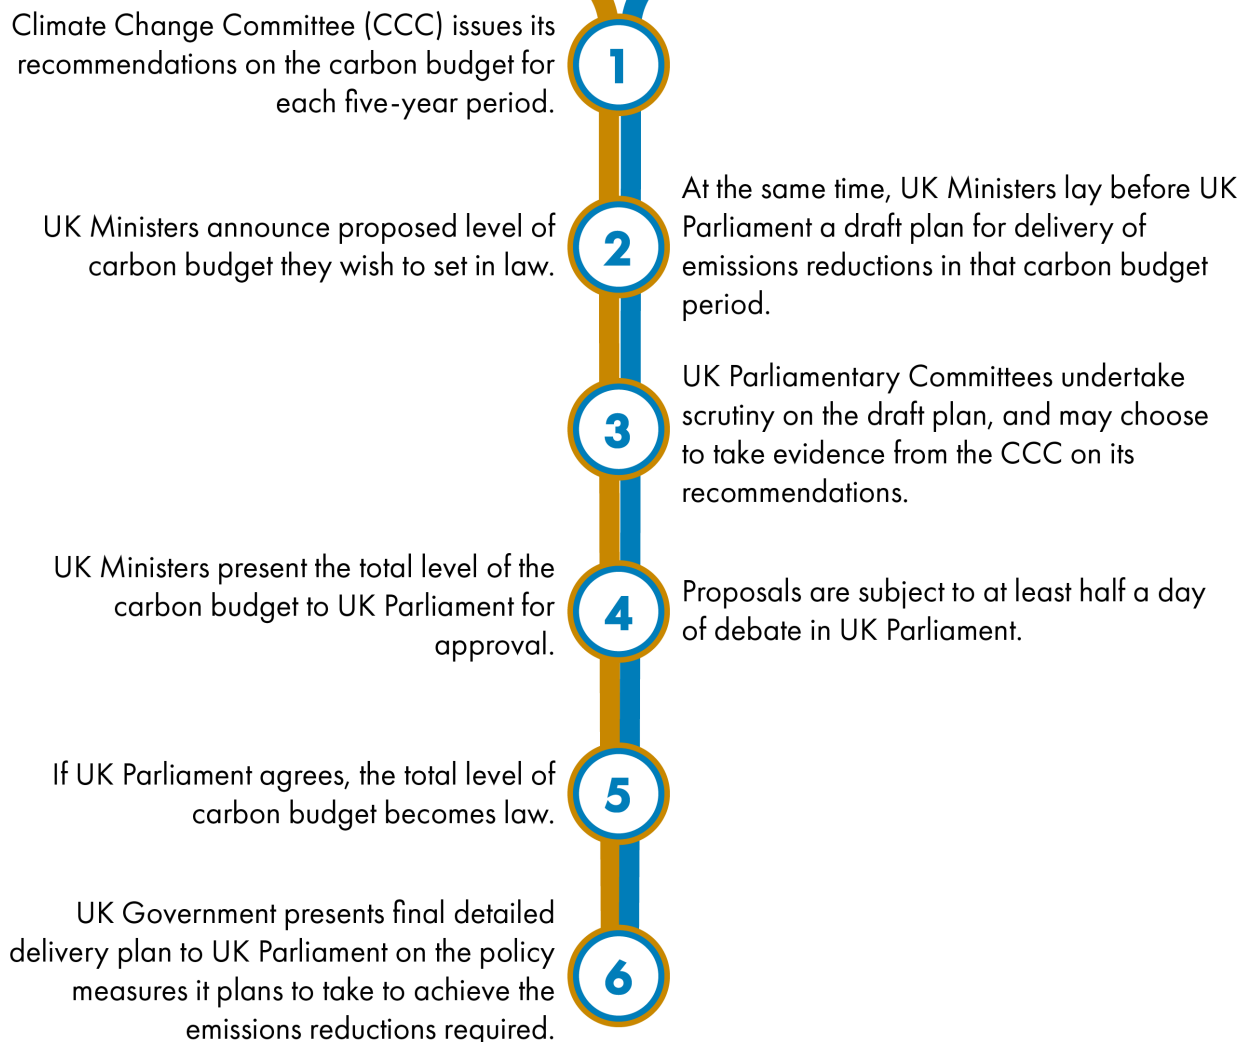 Climate Change Committee (CCC) issues its
recommendations on the carbon budget for
each five-year period.
1
UK Ministers announce proposed level of
carbon budget they wish to set in law.
2
At the same time, UK Ministers lay before UK
Parliament a draft plan for delivery of
emissions reductions in that carbon budget
period.
3
UK Parliamentary Committees undertake
scrutiny on the draft plan, and may choose
to take evidence from the CCC on its
recommendations.
UK Ministers present the total level of the
carbon budget to UK Parliament for
approval.
4
Proposals are subject to at least half a day
of debate in UK Parliament.
If UK Parliament agrees, the total level of
carbon budget becomes law.
5
UK Government presents final detailed
delivery plan to UK Parliament on the policy
measures it plans to take to achieve the
emissions reductions required.
6